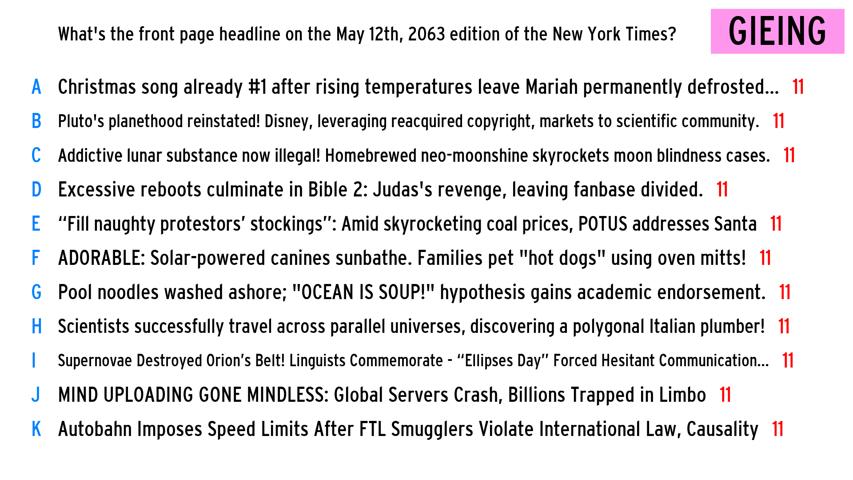 What's the front page headline on the May 12th, 2063 edition of the New York Times?
GIEING
A Christmas song already #1 after rising temperatures leave Mariah permanently defrosted... 11
B Pluto's planethood reinstated! Disney, leveraging reacquired copyright, markets to scientific community. 11
C Addictive lunar substance now illegal! Homebrewed neo-moonshine skyrockets moon blindness cases. 11
D Excessive reboots culminate in Bible 2: Judas's revenge, leaving fanbase divided. 11
E “Fill naughty protestors’ stockings”: Amid skyrocketing coal prices, POTUS addresses Santa 11
F ADORABLE: Solar-powered canines sunbathe. Families pet "hot dogs" using oven mitts! 11
G Pool noodles washed ashore; "OCEAN IS SOUP!" hypothesis gains academic endorsement. 11
H Scientists successfully travel across parallel universes, discovering a polygonal Italian plumber! 11
I Supernovae Destroyed Orion’s Belt! Linguists Commemorate - “Ellipses Day” Forced Hesitant Communication... 11
J MIND UPLOADING GONE MINDLESS: Global Servers Crash, Billions Trapped in Limbo 11
K Autobahn Imposes Speed Limits After FTL Smugglers Violate International Law, Causality 11